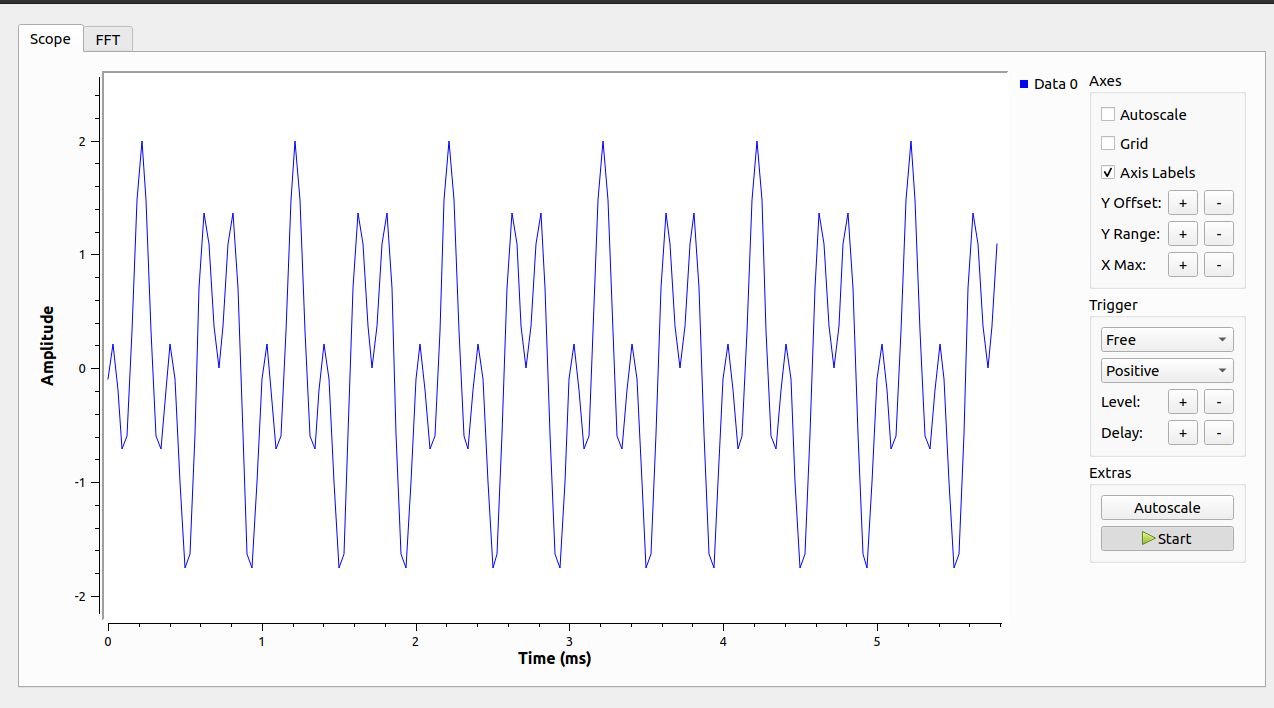 Scope
FFT
Data 0
Amplitude
2
1
0
-1
-2
0 1 2 3 4 5
Time (ms)
Axes
Autoscale
Grid
Axis Labels
Y Offset: + -
Y Range: + -
X Max: + -
Trigger
Free
Positive
Level: + -
Delay: + -
Extras
Autoscale
Start